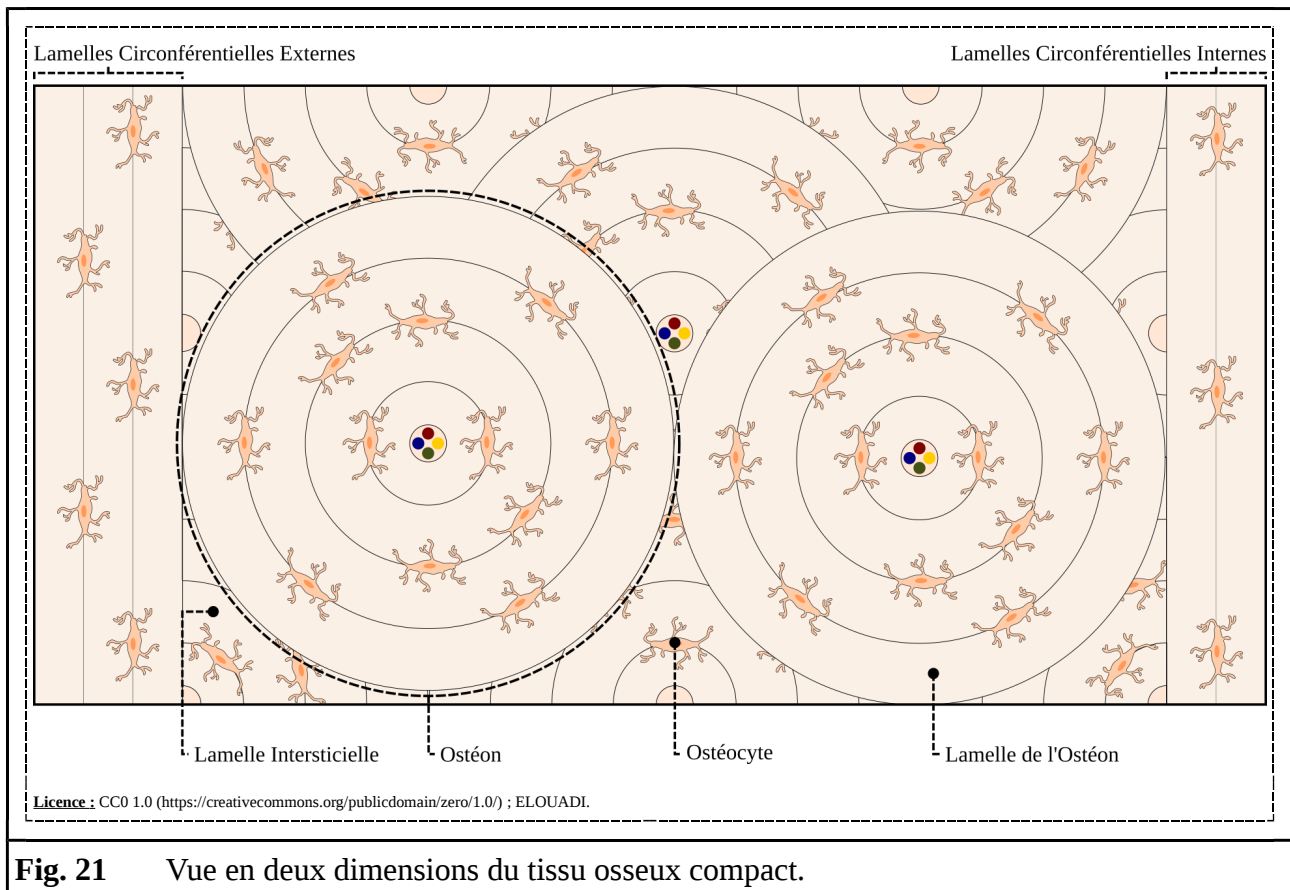 Lamelles Circonférentielles Externes
Lamelles Circonférentielles Internes
Lamelle Intersticielle
Ostéon
Ostéocyte
Lamelle de l'Ostéon
Licence : CC0 1.0 (https://creativecommons.org/publicdomain/zero/1.0/) ; ELOUADI.
Fig. 21 Vue en deux dimensions du tissu osseux compact.